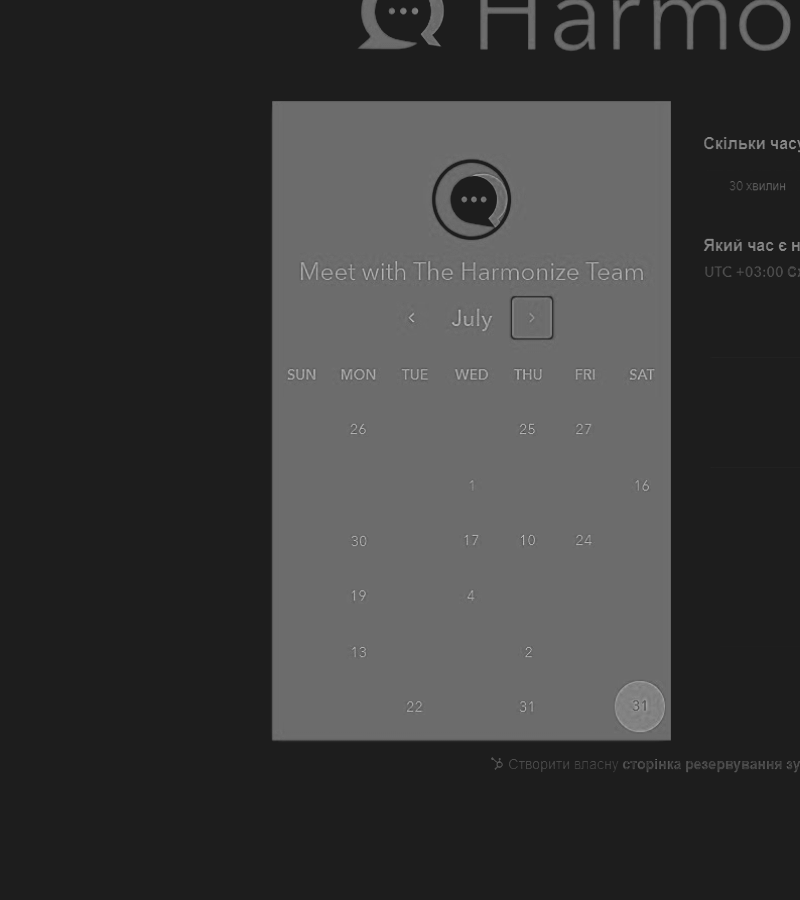 Harmo
Скільки часу
30 хвилин
Який час є н
UTC +03:00
Meet with The Harmonize Team
July
SUN MON TUE WED THU FRI SAT
26 25 27
1 16
30 17 10 24
19 4
13 2
22 31 31
Створити власну сторінка резервування зу